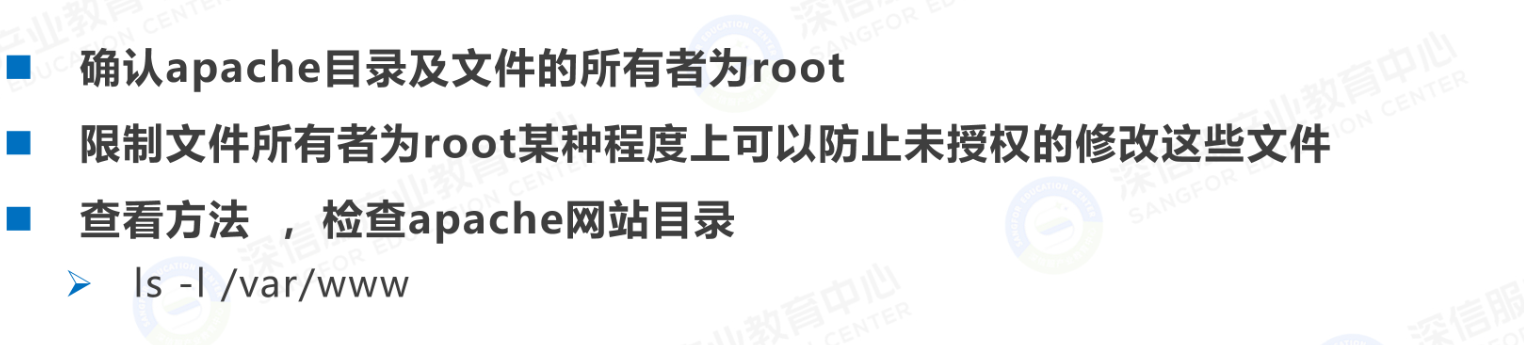 确认apache目录及文件的所有者为root
限制文件所有者为root某种程度上可以防止未授权的修改这些文件
查看方法 ，检查apache网站目录
ls -l /var/www